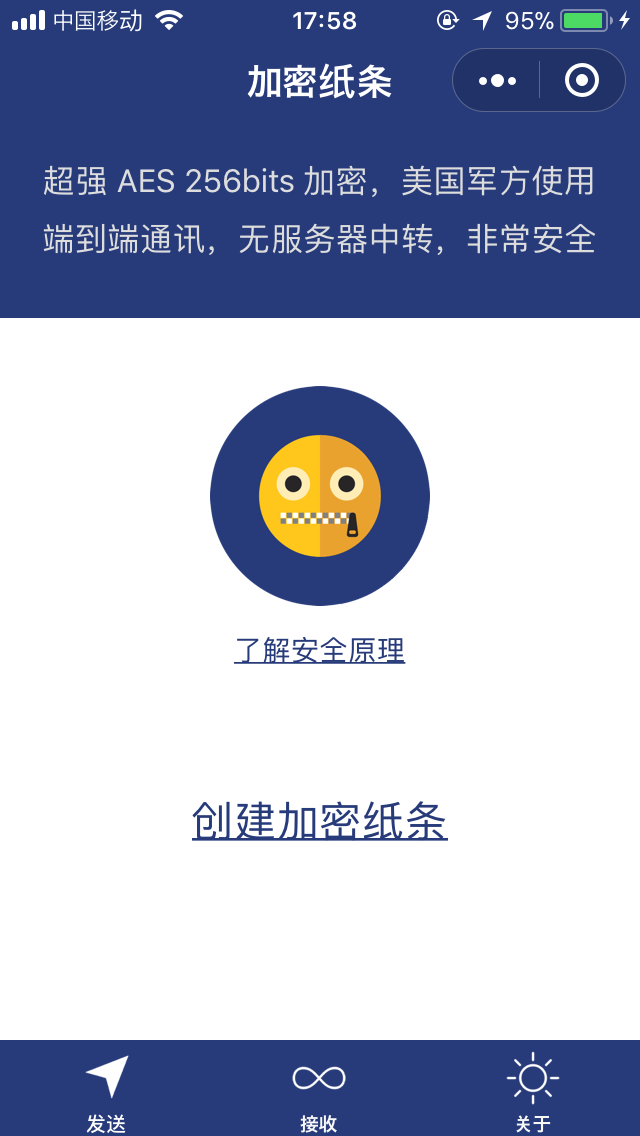 中国移动 17:58 95%
加密纸条
超强 AES 256bits 加密，美国军方使用
端到端通讯，无服务器中转，非常安全
了解安全原理
创建加密纸条
发送 接收 关于